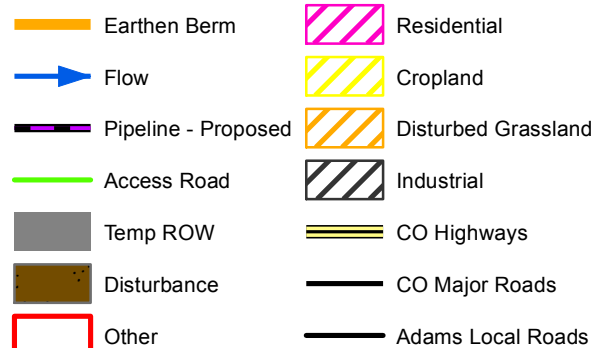 Earthen Berm
Flow
Pipeline - Proposed
Access Road
Temp ROW
Disturbance
Other
Residential
Cropland
Disturbed Grassland
Industrial
CO Highways
CO Major Roads
Adams Local Roads